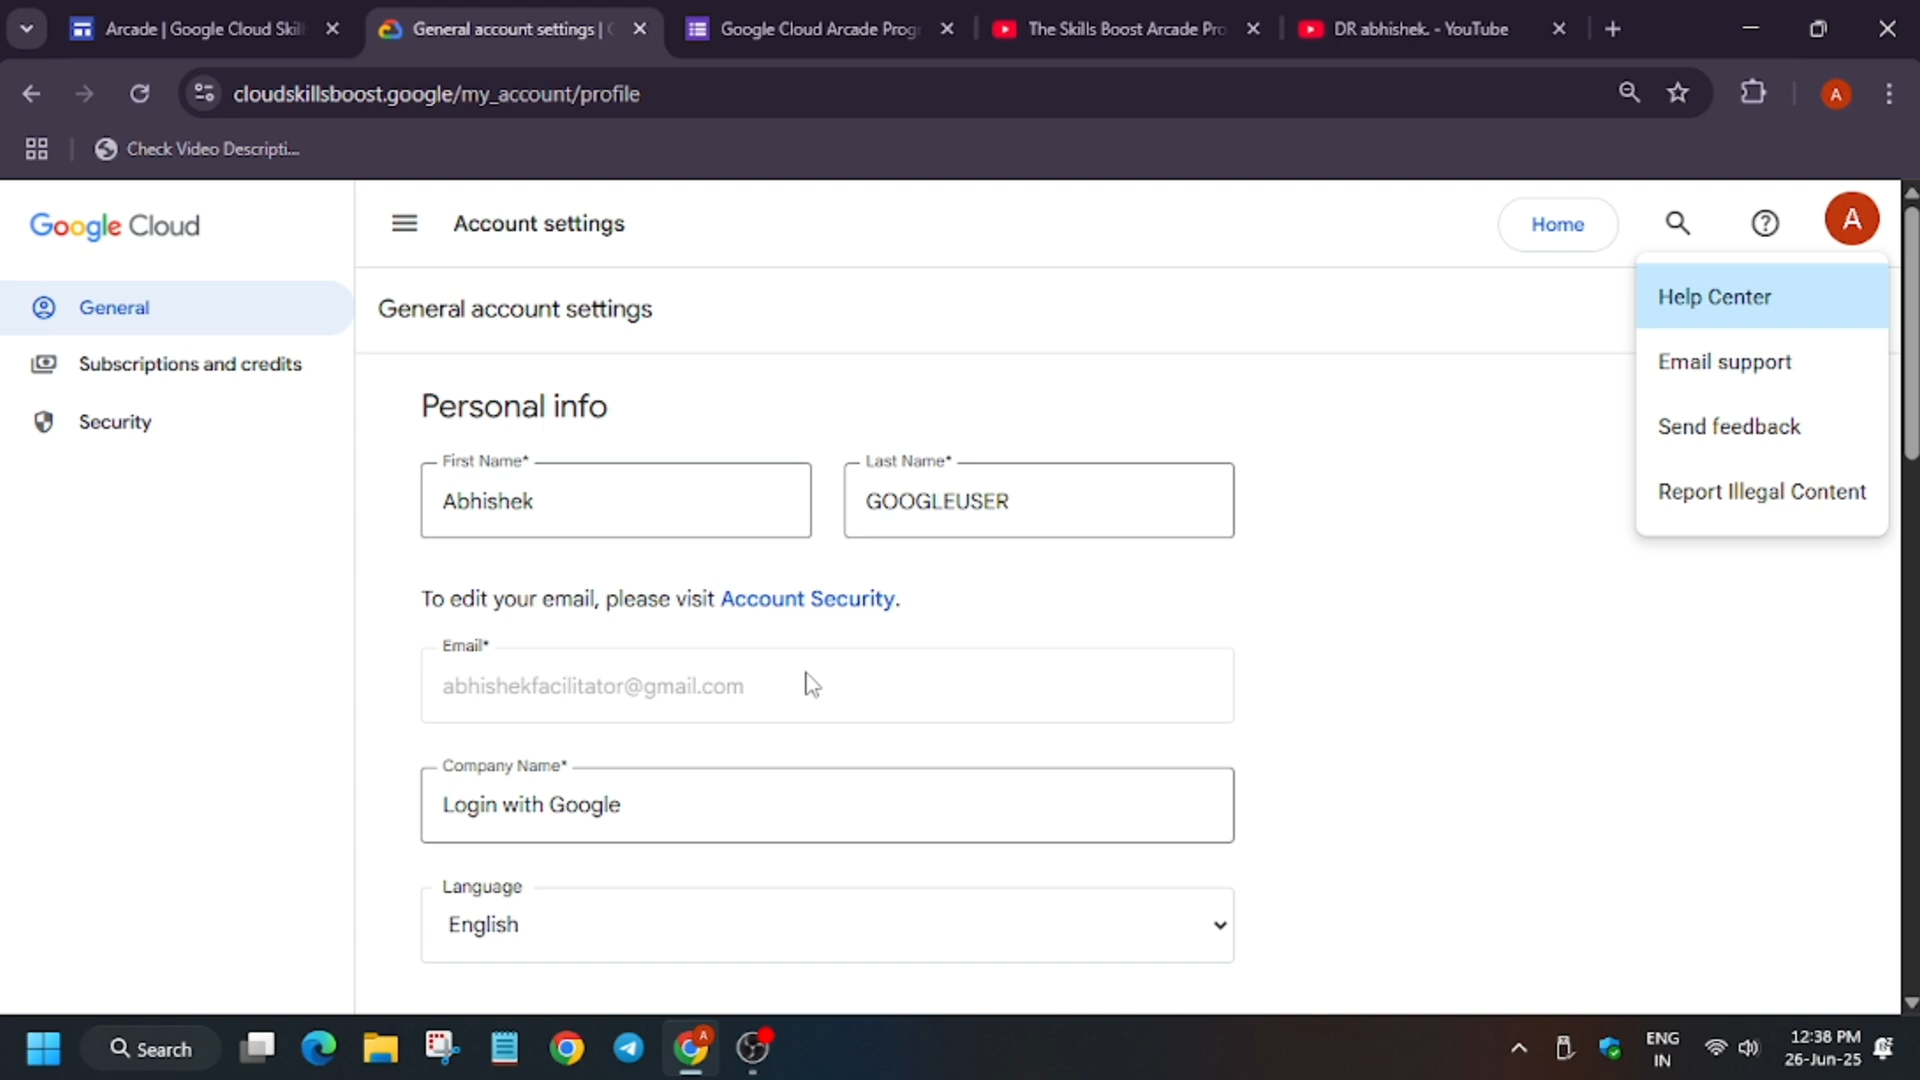 Arcade | Google Cloud Skil
General account settings | 
Google Cloud Arcade Prog
The Skills Boost Arcade Pro
DR abhishek. - YouTube
cloudskillsboost.google/my_account/profile
A
Check Video Descripti...
Google Cloud
Account settings
Home
A
General
Subscriptions and credits
Security
General account settings
Help Center
Email support
Send feedback
Report Illegal Content
Personal info
First Name*
Abhishek
Last Name*
GOOGLEUSER
To edit your email, please visit Account Security.
Email*
abhishekfacilitator@gmail.com
Company Name*
Login with Google
Language
English
Search
A
ENG
IN
12:38 PM
26-Jun-25